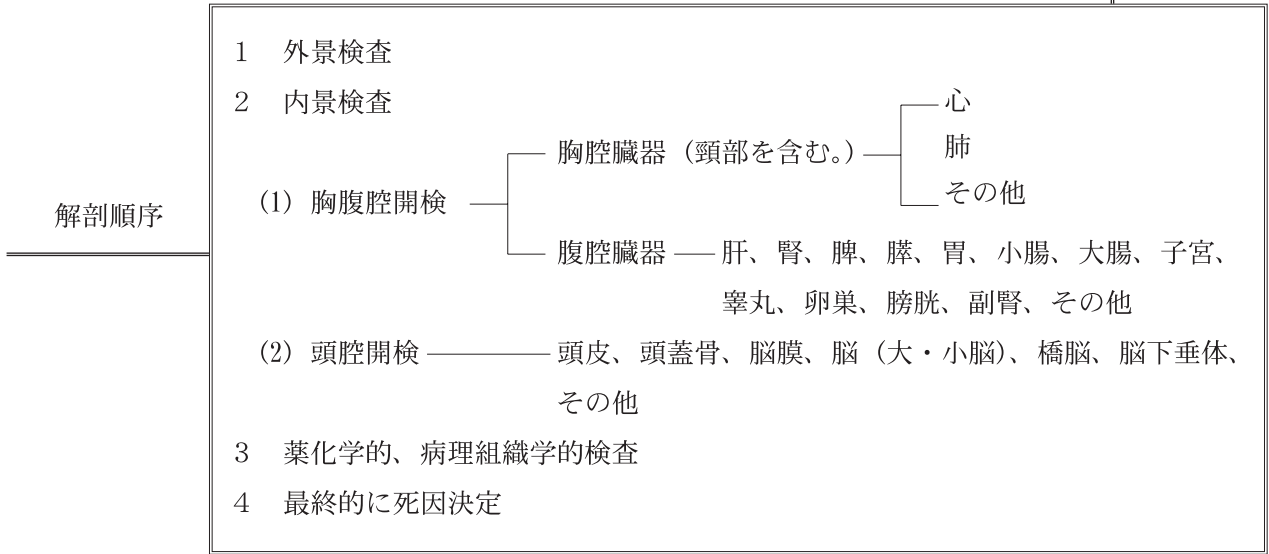 解剖順序
1 外景検査
2 内景検査
(1) 胸腹腔開検
胸腔臓器(頸部を含む。)
心
肺
その他
腹腔臓器
肝、腎、脾、膵、胃、小腸、大腸、子宮、
睾丸、卵巣、膀胱、副腎、その他
(2) 頭腔開検
頭皮、頭蓋骨、脳膜、脳(大・小脳)、橋脳、脳下垂体、
その他
3 薬化学的、病理組織学的検査
4 最終的に死因決定